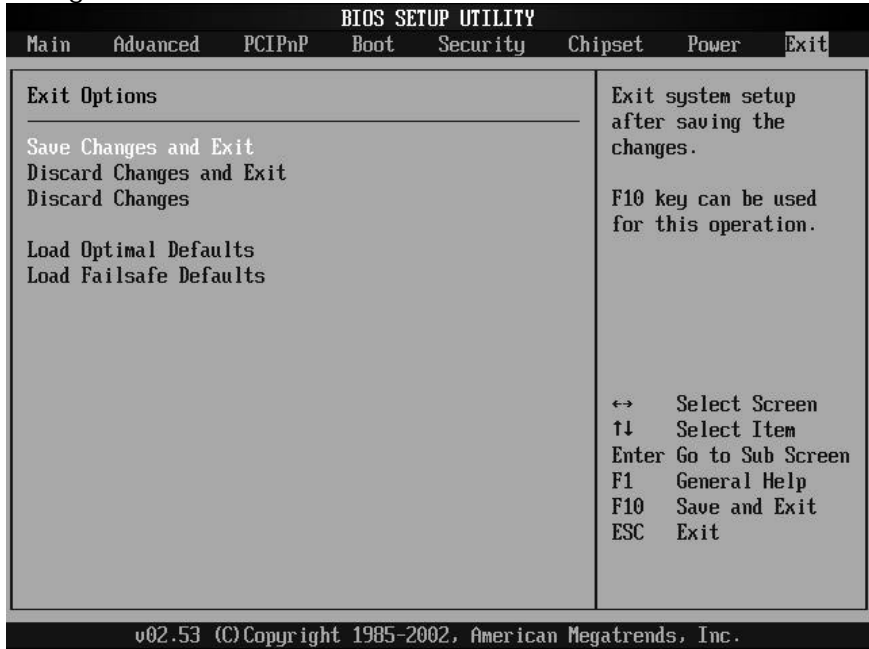 BIOS SETUP UTILITY
Main Advanced PCIPnP Boot Security Chipset Power Exit
Exit Options
Save Changes and Exit
Discard Changes and Exit
Discard Changes
Load Optimal Defaults
Load Failsafe Defaults
Exit system setup
after saving the
changes.
F10 key can be used
for this operation.
↔ Select Screen
↑↓ Select Item
Enter Go to Sub Screen
F1 General Help
F10 Save and Exit
ESC Exit
v02.53 (C)Copyright 1985-2002, American Megatrends, Inc.